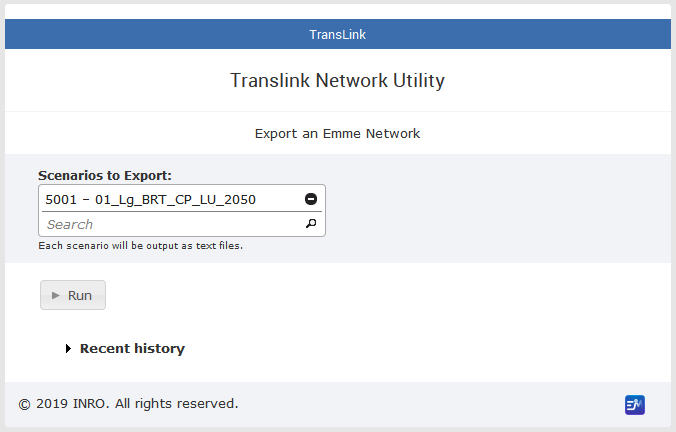 TransLink
Translink Network Utility
Export an Emme Network
Scenarios to Export:
5001 - 01_Lg_BRT_CP_LU_2050
Search
Each scenario will be output as text files.
Run
Recent history
© 2019 INRO. All rights reserved.